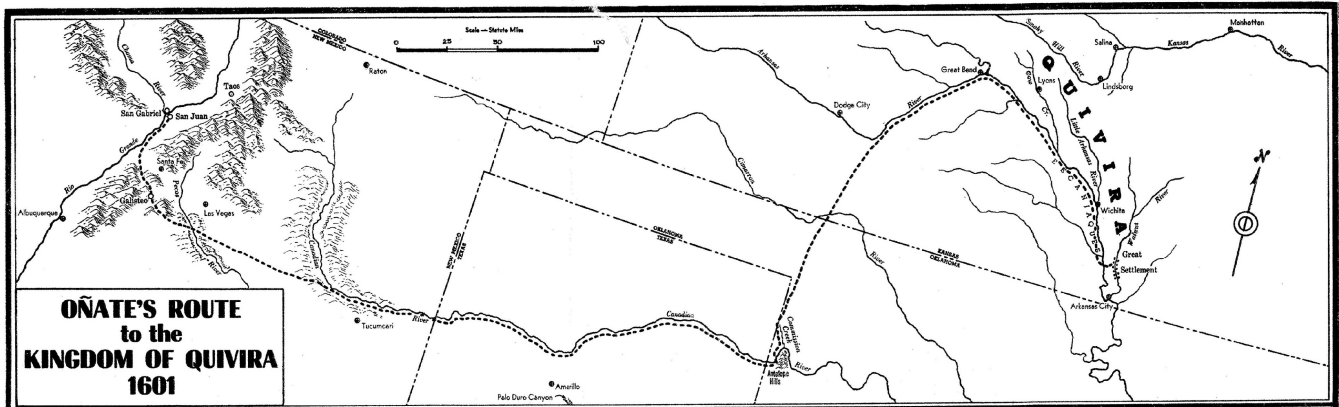 OÑATE'S ROUTE
to the
KINGDOM OF QUIVIRA
1601
Scale — Statute Miles
0 25 50 100
COLORADO
NEW MEXICO
Raton
Chama
River
Taos
San Gabriel
San Juan
Rio
Grande
Santa Fe
Pecos
River
Galisteo
Las Vegas
Albuquerque
Canadian
River
Tucumcari
NEW MEXICO
TEXAS
OKLAHOMA
TEXAS
Canadian
River
Amarillo
Palo Duro Canyon
Commission
Creek
Antelope
Hills
Cimarron
River
KANSAS
OKLAHOMA
Arkansas
River
Dodge City
Great Bend
Smoky
Hill
River
Salina
Lindsborg
Kansas
River
Manhattan
QUIVIRA
Cow
Cr.
Lyons
Little
Arkansas
River
ESCANJAQUES
Wichita
Walnut
River
Great
Settlement
Arkansas City
N